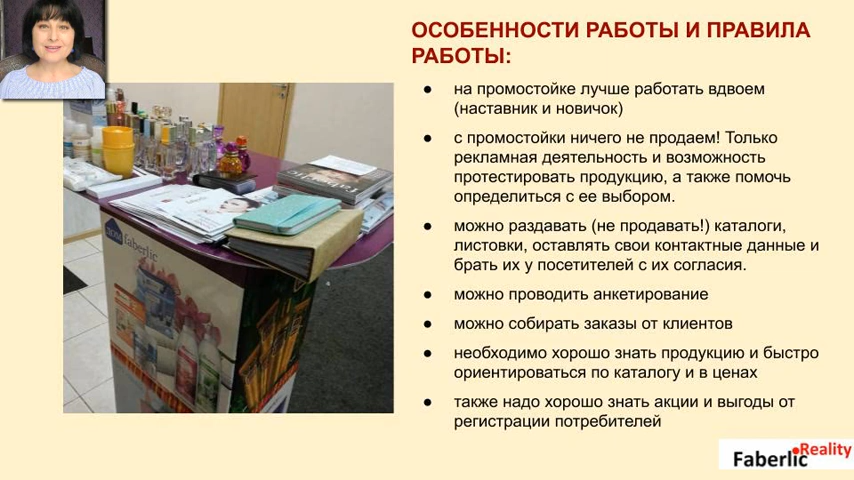 ОСОБЕННОСТИ РАБОТЫ И ПРАВИЛА
РАБОТЫ:
● на промостойке лучше работать вдвоем
(наставник и новичок)
● с промостойки ничего не продаем! Только
рекламная деятельность и возможность
протестировать продукцию, а также помочь
определиться с ее выбором.
● можно раздавать (не продавать!) каталоги,
листовки, оставлять свои контактные данные и
брать их у посетителей с их согласия.
● можно проводить анкетирование
● можно собирать заказы от клиентов
● необходимо хорошо знать продукцию и быстро
ориентироваться по каталогу и в ценах
● также надо хорошо знать акции и выгоды от
регистрации потребителей
faberlic
ДОМ faberlic
Faberlic Reality